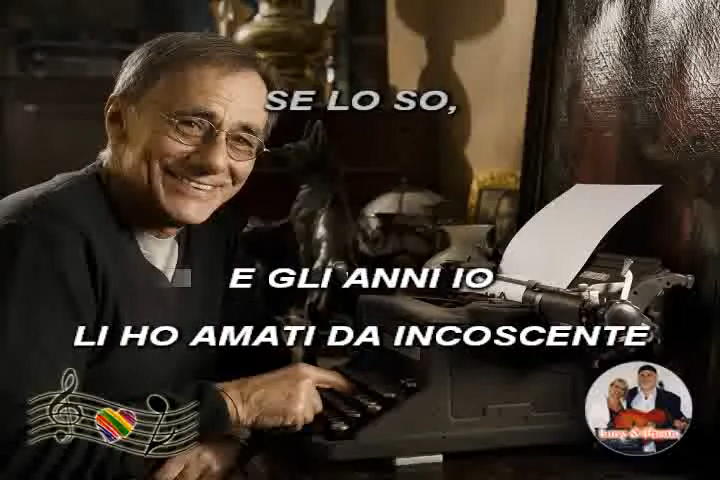 SE LO SO,
E GLI ANNI IO
LI HO AMATI DA INCOSCENTE